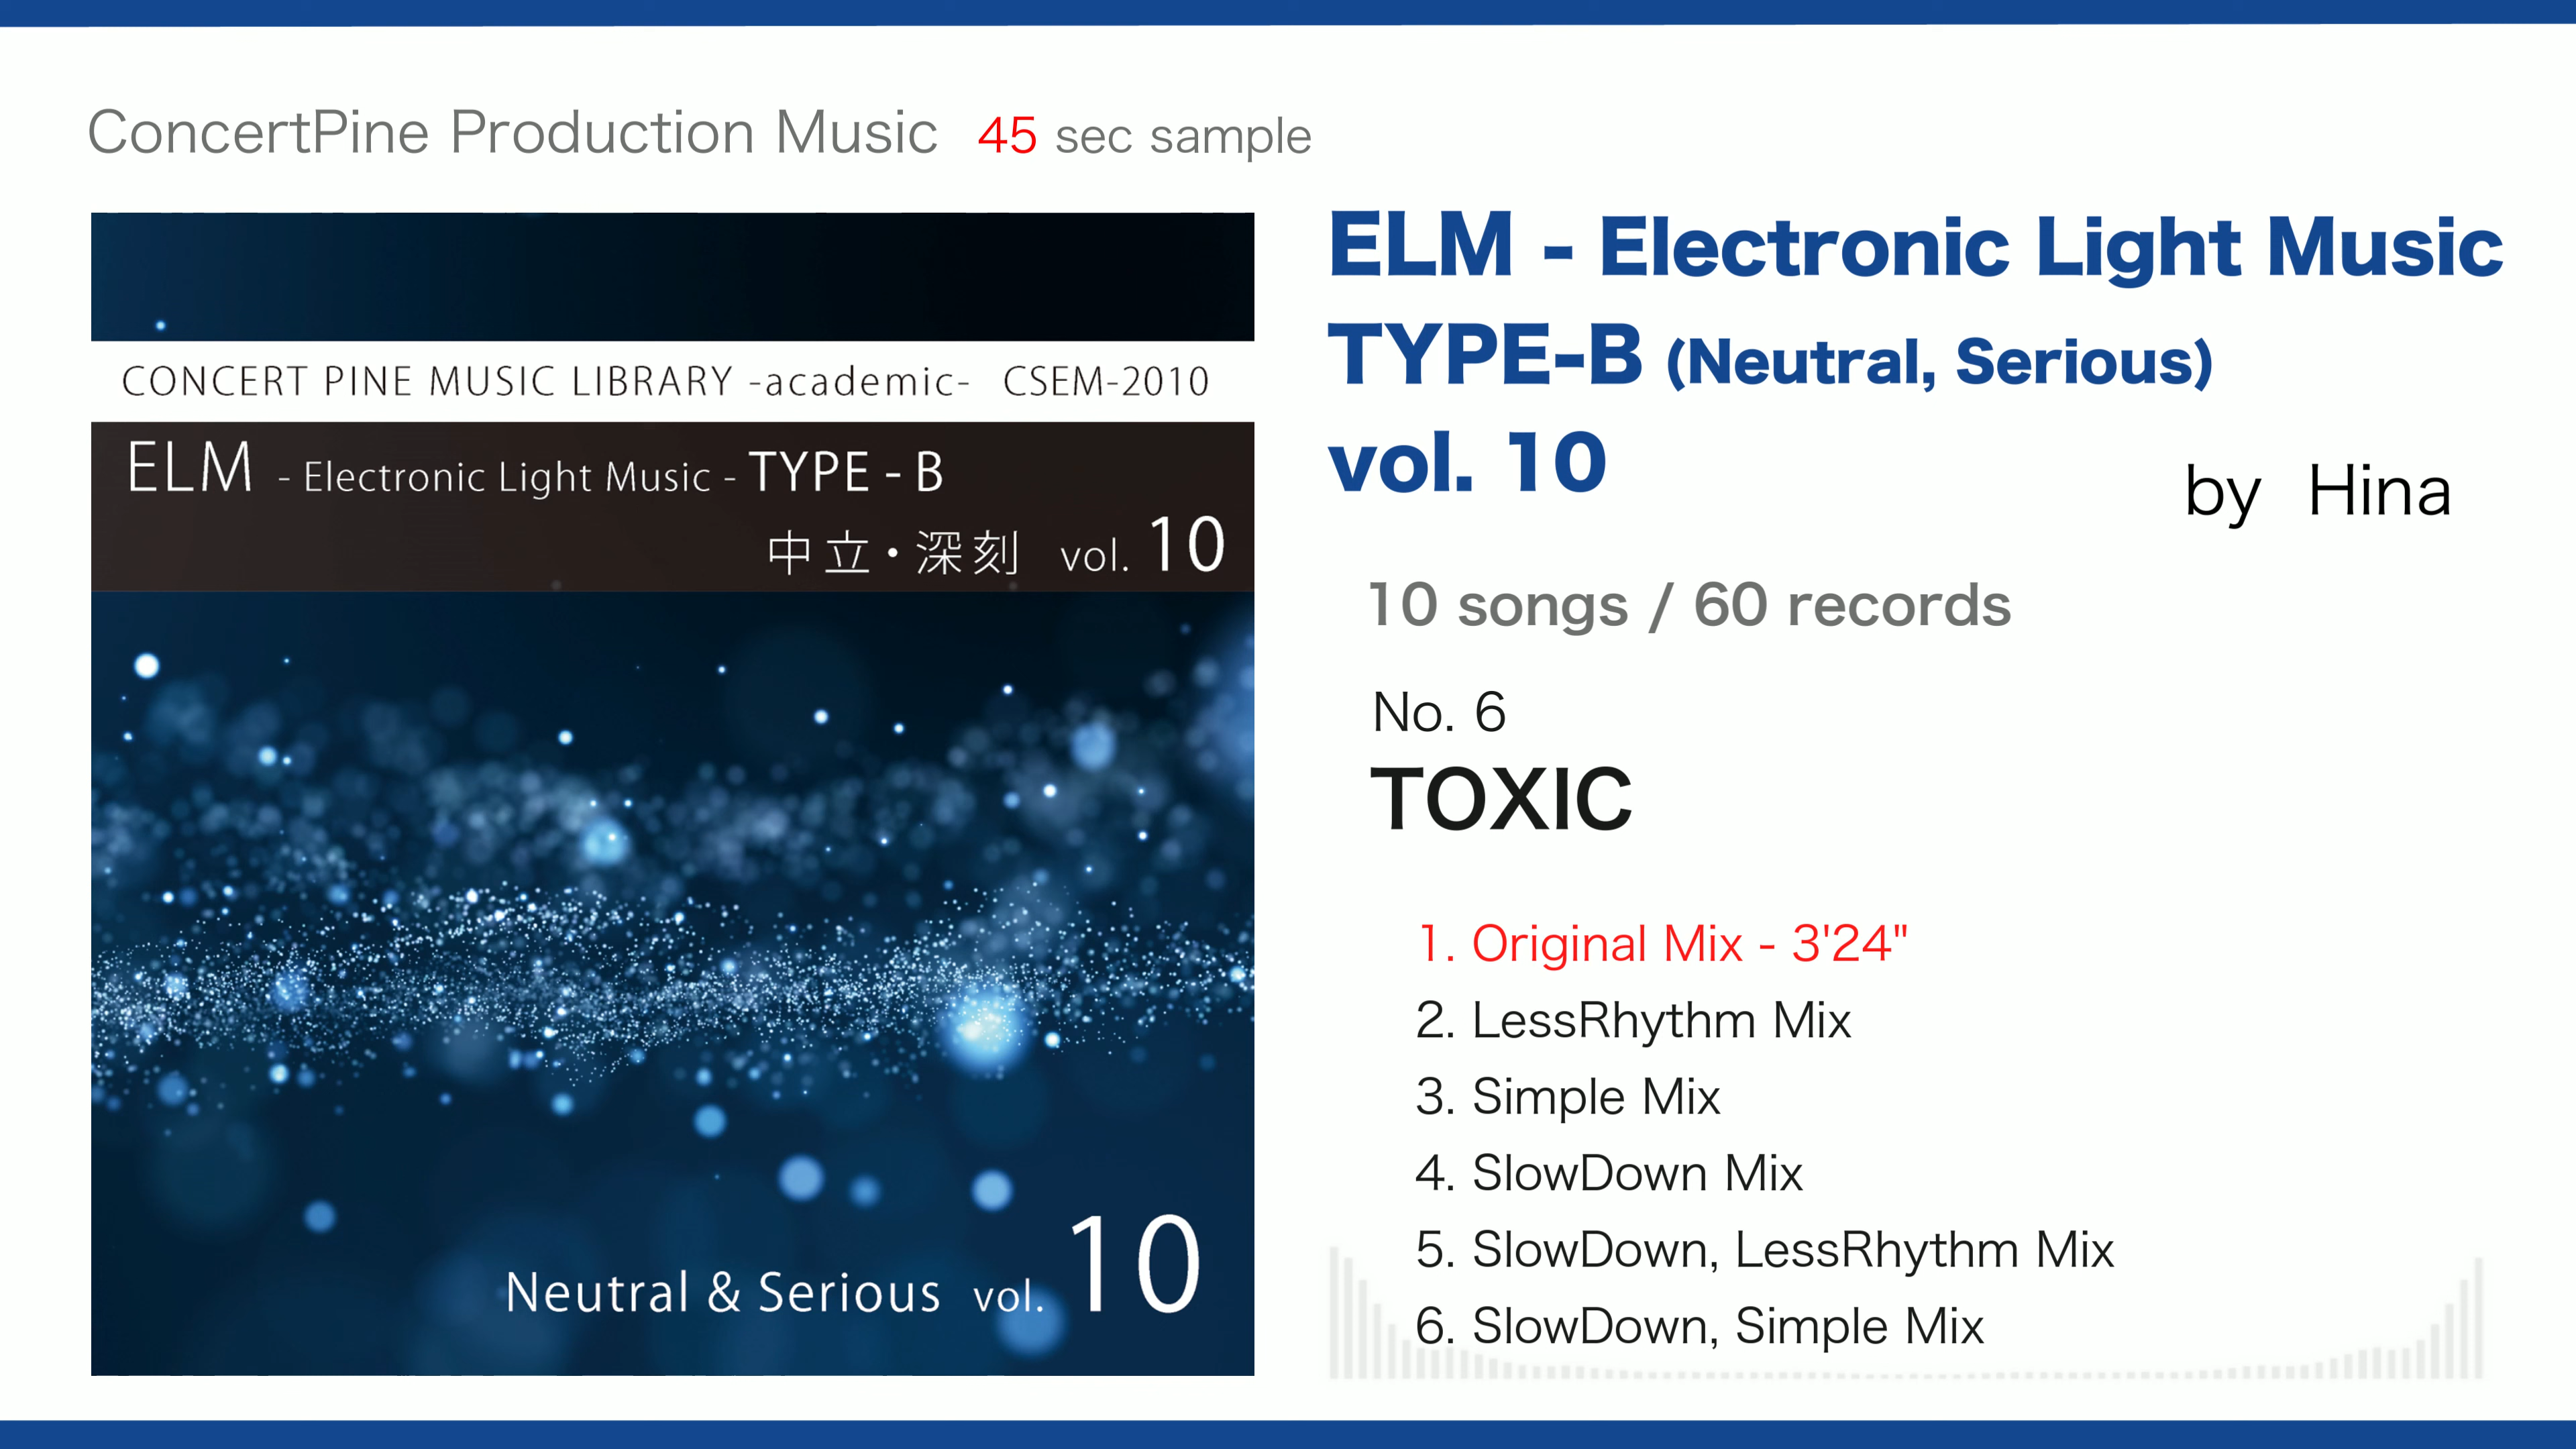 ConcertPine Production Music 45 sec sample
CONCERT PINE MUSIC LIBRARY -academic- CSEM-2010
ELM - Electronic Light Music - TYPE - B
中立・深刻 vol. 10
Neutral & Serious vol. 10
ELM - Electronic Light Music
TYPE-B (Neutral, Serious)
vol. 10
by Hina
10 songs / 60 records
No. 6
TOXIC
1. Original Mix - 3'24"
2. LessRhythm Mix
3. Simple Mix
4. SlowDown Mix
5. SlowDown, LessRhythm Mix
6. SlowDown, Simple Mix